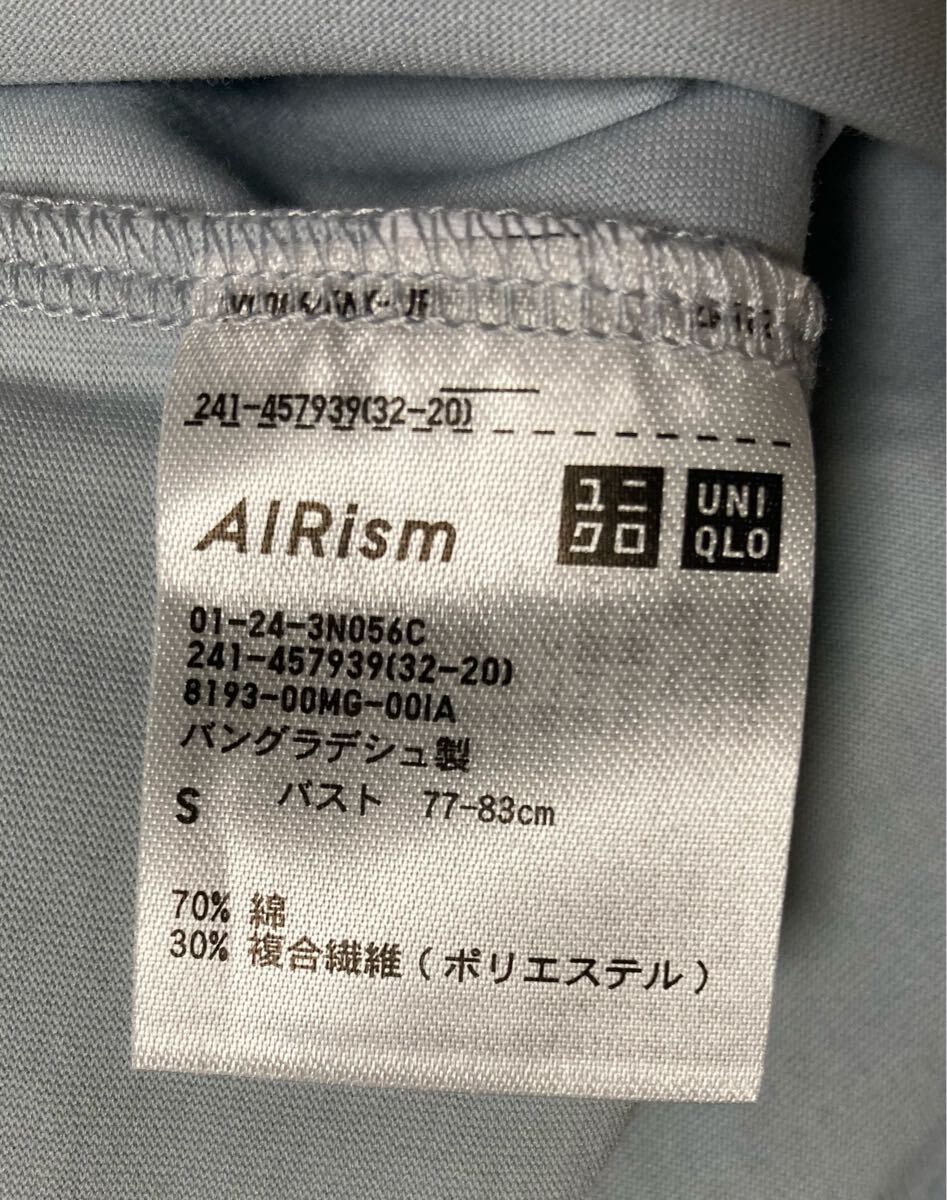 241-457939(32-20)
AIRism
ユニ
クロ
UNI
QLO
01-24-3N056C
241-457939(32-20)
8193-00MG-00IA
バングラデシュ製
S バスト 77-83cm
70% 綿
30% 複合繊維(ポリエステル)